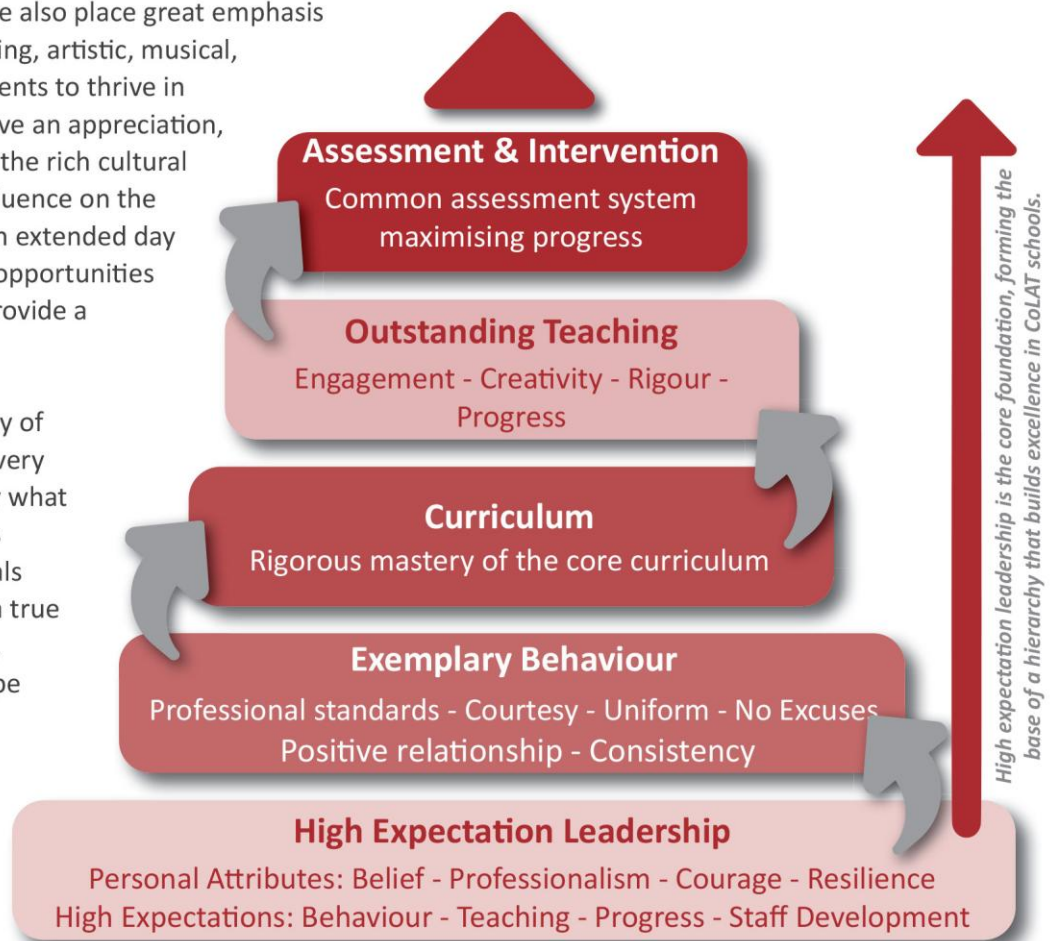 e also place great emphasis
ing, artistic, musical,
ents to thrive in
ve an appreciation,
the rich cultural
uence on the
n extended day
opportunities
rovide a
y of
very
what
als
true
be
Assessment & Intervention
Common assessment system
maximising progress
Outstanding Teaching
Engagement - Creativity - Rigour -
Progress
Curriculum
Rigorous mastery of the core curriculum
Exemplary Behaviour
Professional standards - Courtesy - Uniform - No Excuses
Positive relationship - Consistency
High Expectation Leadership
Personal Attributes: Belief - Professionalism - Courage - Resilience
High Expectations: Behaviour - Teaching - Progress - Staff Development
High expectation leadership is the core foundation, forming the
base of a hierarchy that builds excellence in CoLAT schools.